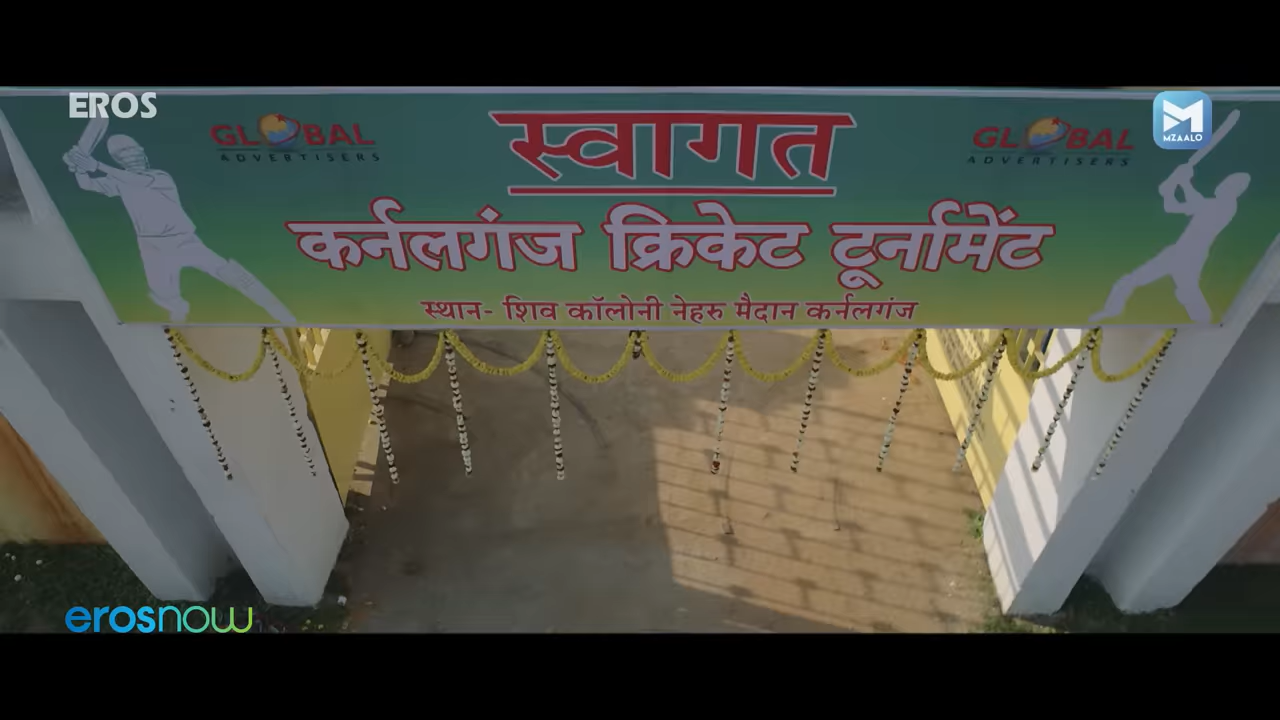 EROS
MZAALO
GLOBAL
ADVERTISERS
स्वागत
GLOBAL
ADVERTISERS
कर्नलगंज क्रिकेट टूर्नामेंट
स्थान- शिव कॉलोनी नेहरु मैदान कर्नलगंज
erosnow